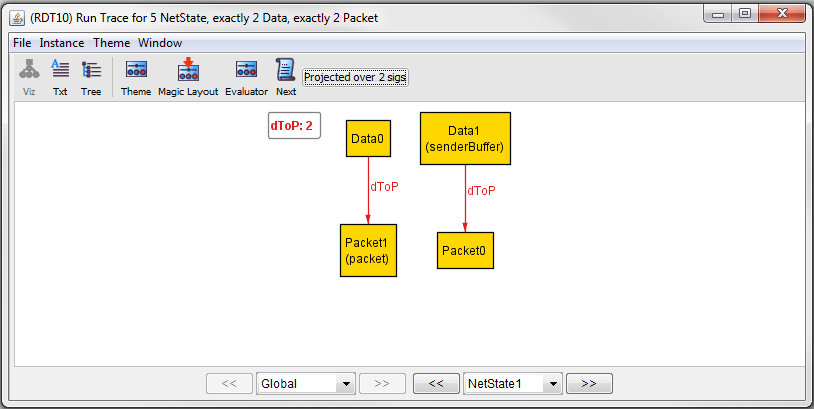 (RDT10) Run Trace for 5 NetState, exactly 2 Data, exactly 2 Packet
File Instance Theme Window
Viz Txt Tree Theme Magic Layout Evaluator Next Projected over 2 sigs
dToP: 2
Data0
Data1
(senderBuffer)
dToP
dToP
Packet1
(packet)
Packet0
<< Global >> << NetState1 >>